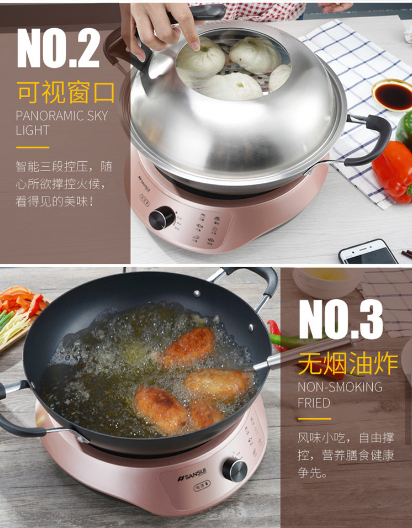 NO.2
可视窗口
PANORAMIC SKY
LIGHT
智能三段控压，随
心所欲撑控火候，
看得见的美味！
NO.3
无烟油炸
NON-SMOKING
FRIED
风味小吃，自由撑
控，营养膳食健康
争先。
SANSUI